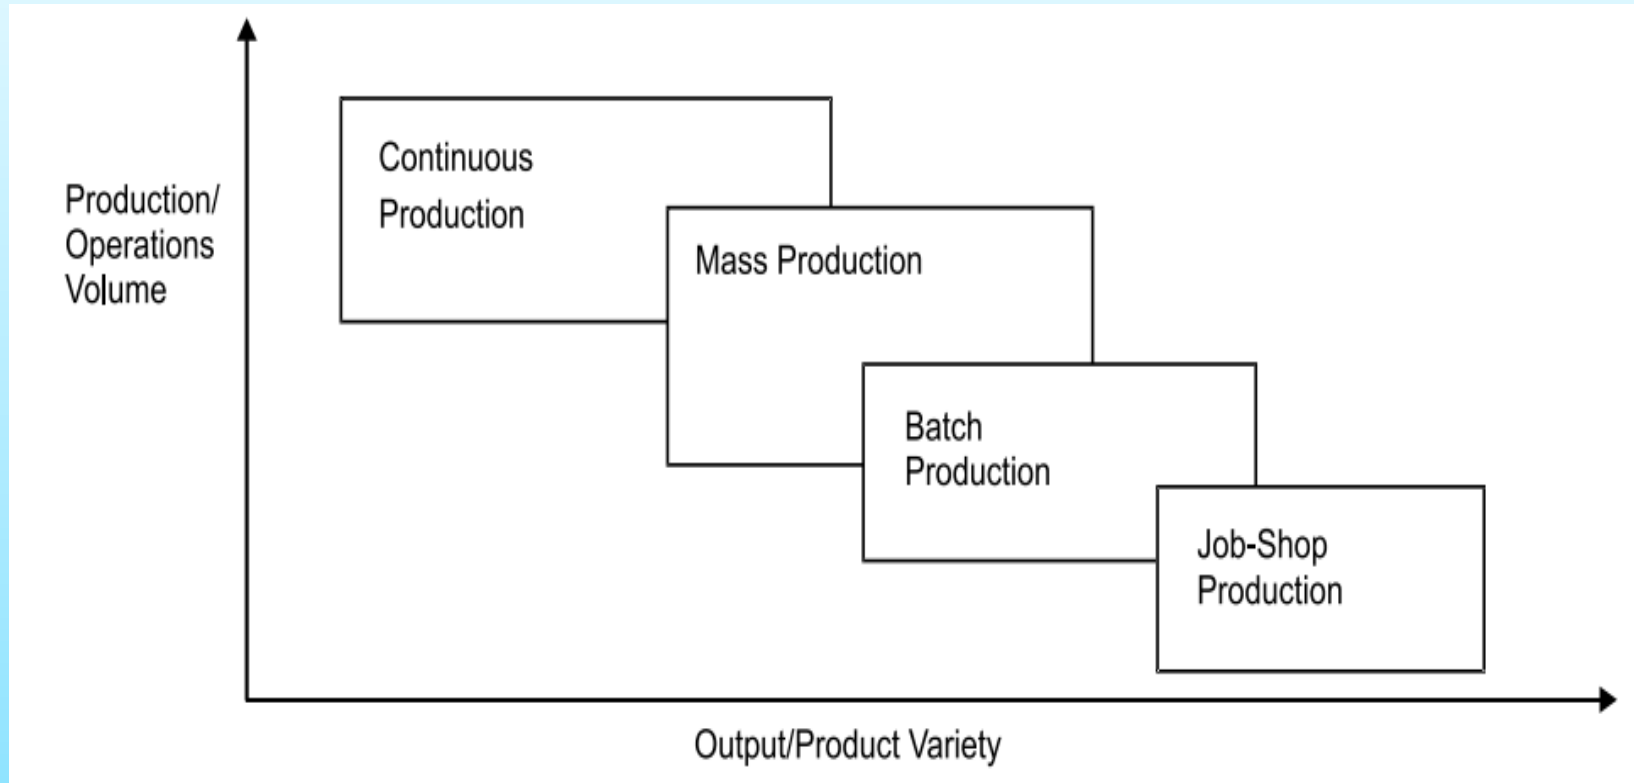 Production/
Operations
Volume
Continuous
Production
Mass Production
Batch
Production
Job-Shop
Production
Output/Product Variety